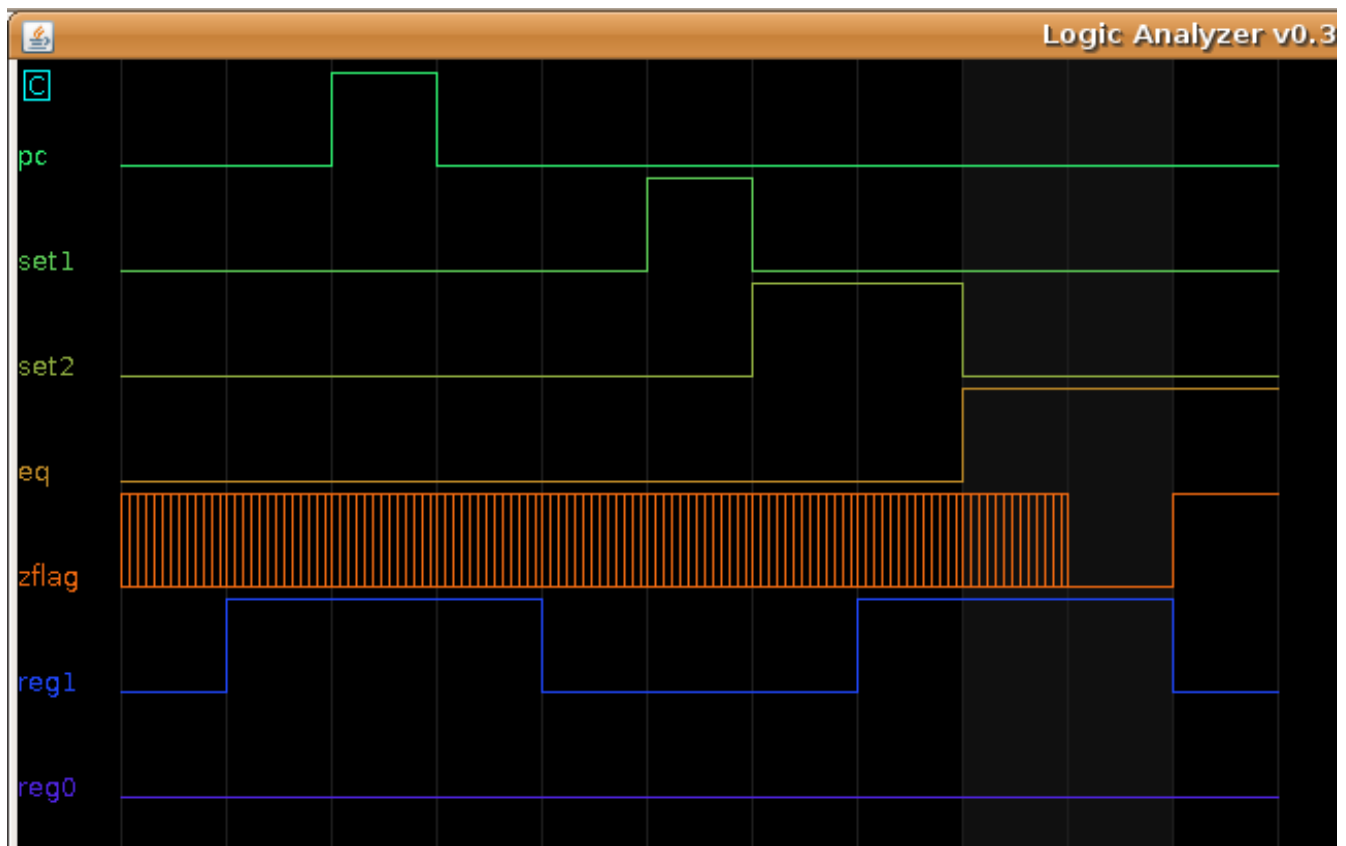 Logic Analyzer v0.3
C
pc
set1
set2
eq
zflag
reg1
reg0